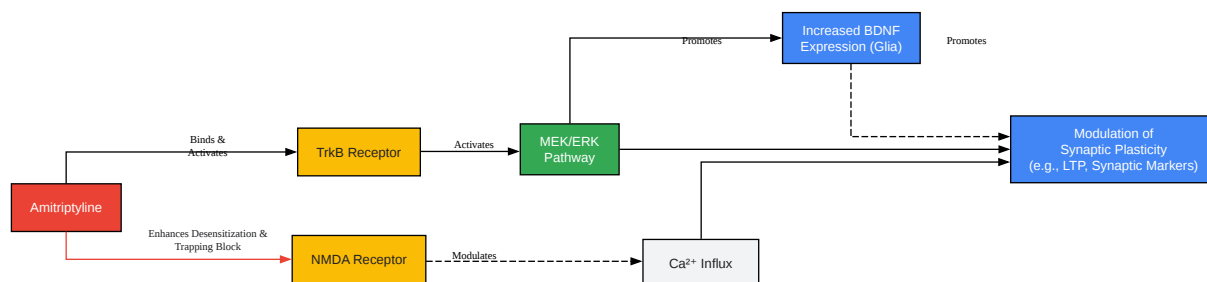 Increased BDNF
Expression (Glia)
Promotes
Promotes
Binds &
Activates
TrkB Receptor
Activates
MEK/ERK
Pathway
Modulation of
Synaptic Plasticity
(e.g., LTP, Synaptic Markers)
Amitriptyline
Enhances Desensitization &
Trapping Block
NMDA Receptor
Modulates
Ca²⁺ Influx